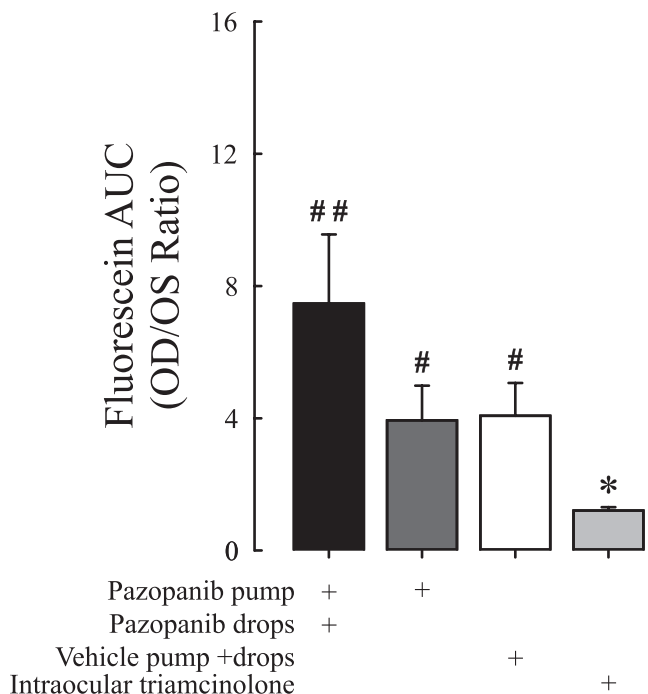 16
12
8
4
0
Fluorescein AUC
(OD/OS Ratio)
##
#
#
*
Pazopanib pump + +
Pazopanib drops +
Vehicle pump +drops +
Intraocular triamcinolone +